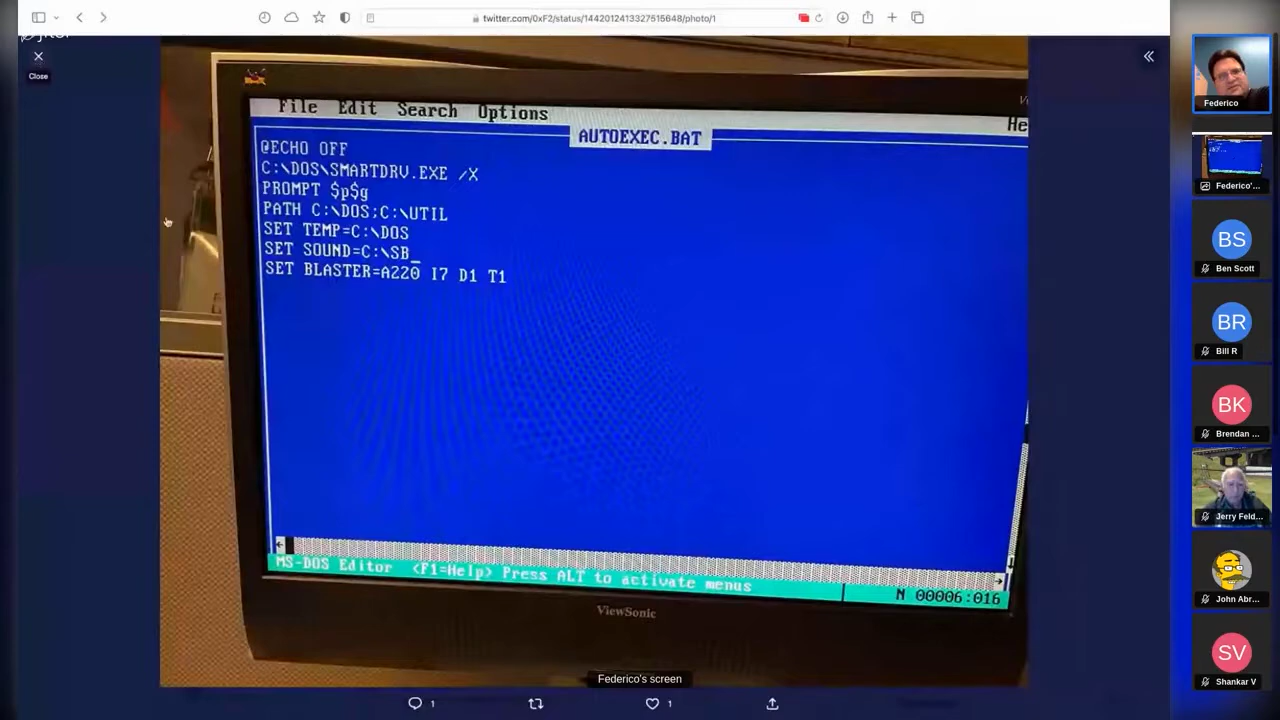 twitter.com/0xF2/status/1442012413327515648/photo/1
Close
File Edit Search Options
AUTOEXEC.BAT
@ECHO OFF
C:\DOS\SMARTDRV.EXE /X
PROMPT $p$g
PATH C:\DOS;C:\UTIL
SET TEMP=C:\DOS
SET SOUND=C:\SB_
SET BLASTER=A220 I7 D1 T1
MS-DOS Editor <F1=Help> Press ALT to activate menus
N 00006:016
ViewSonic
Federico's screen
1
1
Federico
Federico'...
BS
Ben Scott
BR
Bill R
BK
Brendan ...
Jerry Feld...
John Abr...
SV
Shankar V